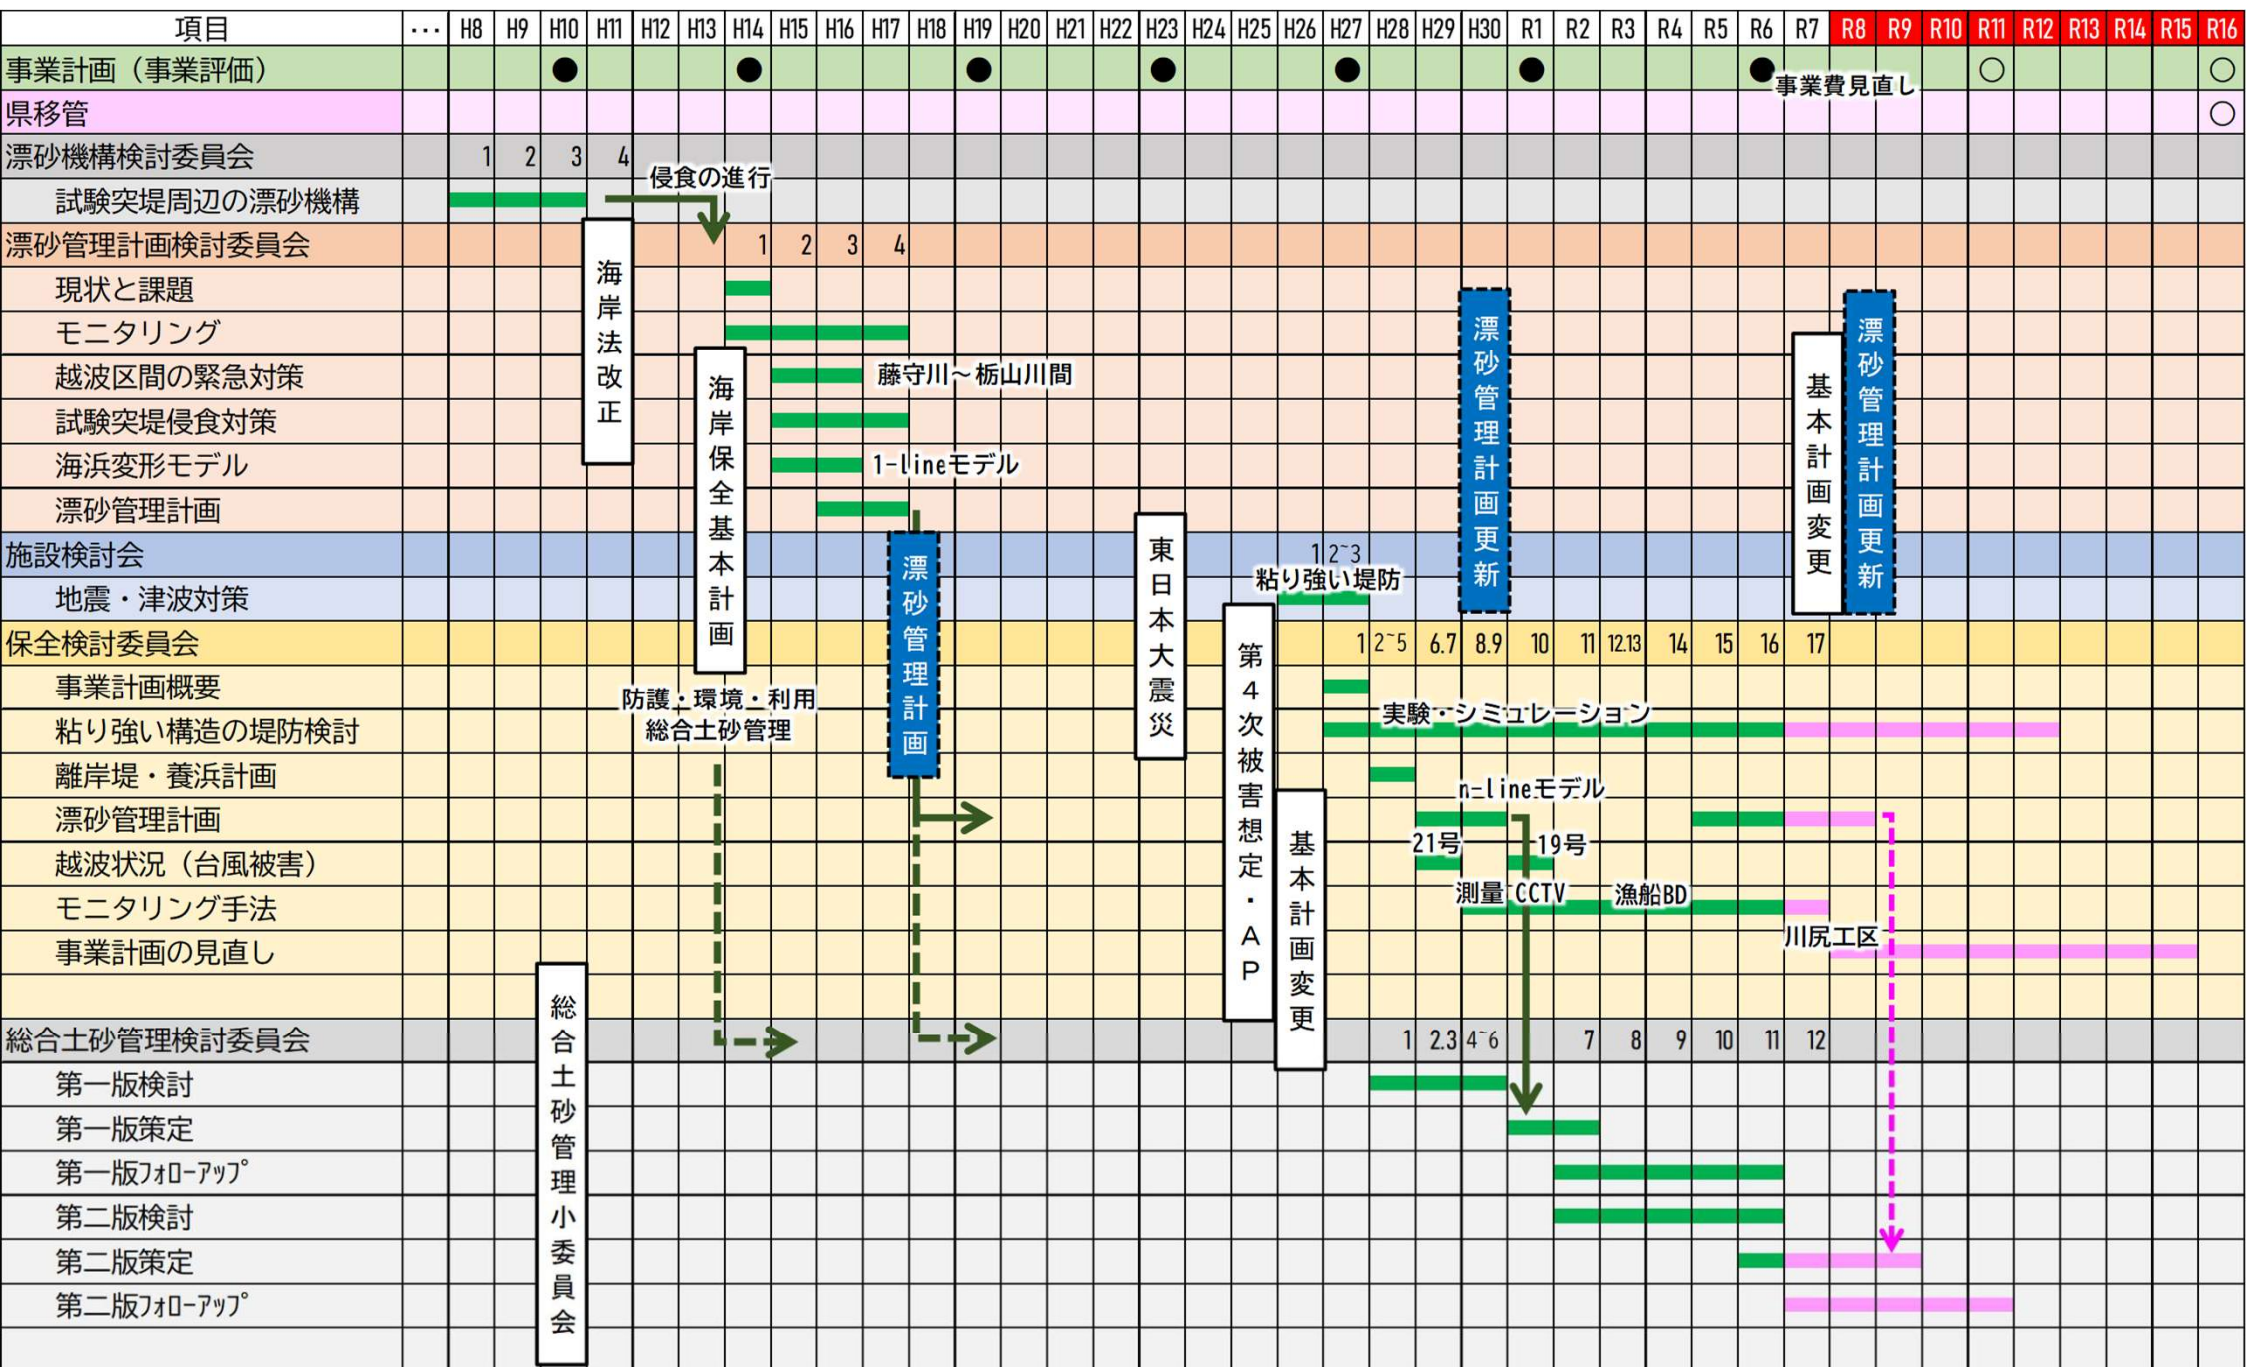 項目 … H8 H9 H10 H11 H12 H13 H14 H15 H16 H17 H18 H19 H20 H21 H22 H23 H24 H25 H26 H27 H28 H29 H30 R1 R2 R3 R4 R5 R6 R7 R8 R9 R10 R11 R12 R13 R14 R15 R16
事業計画（事業評価） ● ● ● ● ● ● ● ○ ○
事業費見直し
県移管 ○
漂砂機構検討委員会 1 2 3 4
侵食の進行
試験突堤周辺の漂砂機構
漂砂管理計画検討委員会 1 2 3 4
現状と課題
モニタリング
越波区間の緊急対策 藤守川～栃山川間
試験突堤侵食対策
海浜変形モデル 1-lineモデル
漂砂管理計画
施設検討会 1 2~3
粘り強い堤防
地震・津波対策
保全検討委員会 1 2~5 6.7 8.9 10 11 12.13 14 15 16 17
事業計画概要
防護・環境・利用
総合土砂管理
粘り強い構造の堤防検討 実験・シミュレーション
離岸堤・養浜計画
n-lineモデル
漂砂管理計画
21号 19号
越波状況（台風被害）
測量 CCTV 漁船BD
モニタリング手法
川尻工区
事業計画の見直し
総合土砂管理検討委員会 1 2.3 4~6 7 8 9 10 11 12
第一版検討
第一版策定
第一版ﾌｫﾛｰｱｯﾌﾟ
第二版検討
第二版策定
第二版ﾌｫﾛｰｱｯﾌﾟ
総合土砂管理小委員会
海岸法改正
海岸保全基本計画
漂砂管理計画
東日本大震災
第４次被害想定・ＡＰ
基本計画変更
漂砂管理計画更新
基本計画変更
漂砂管理計画更新